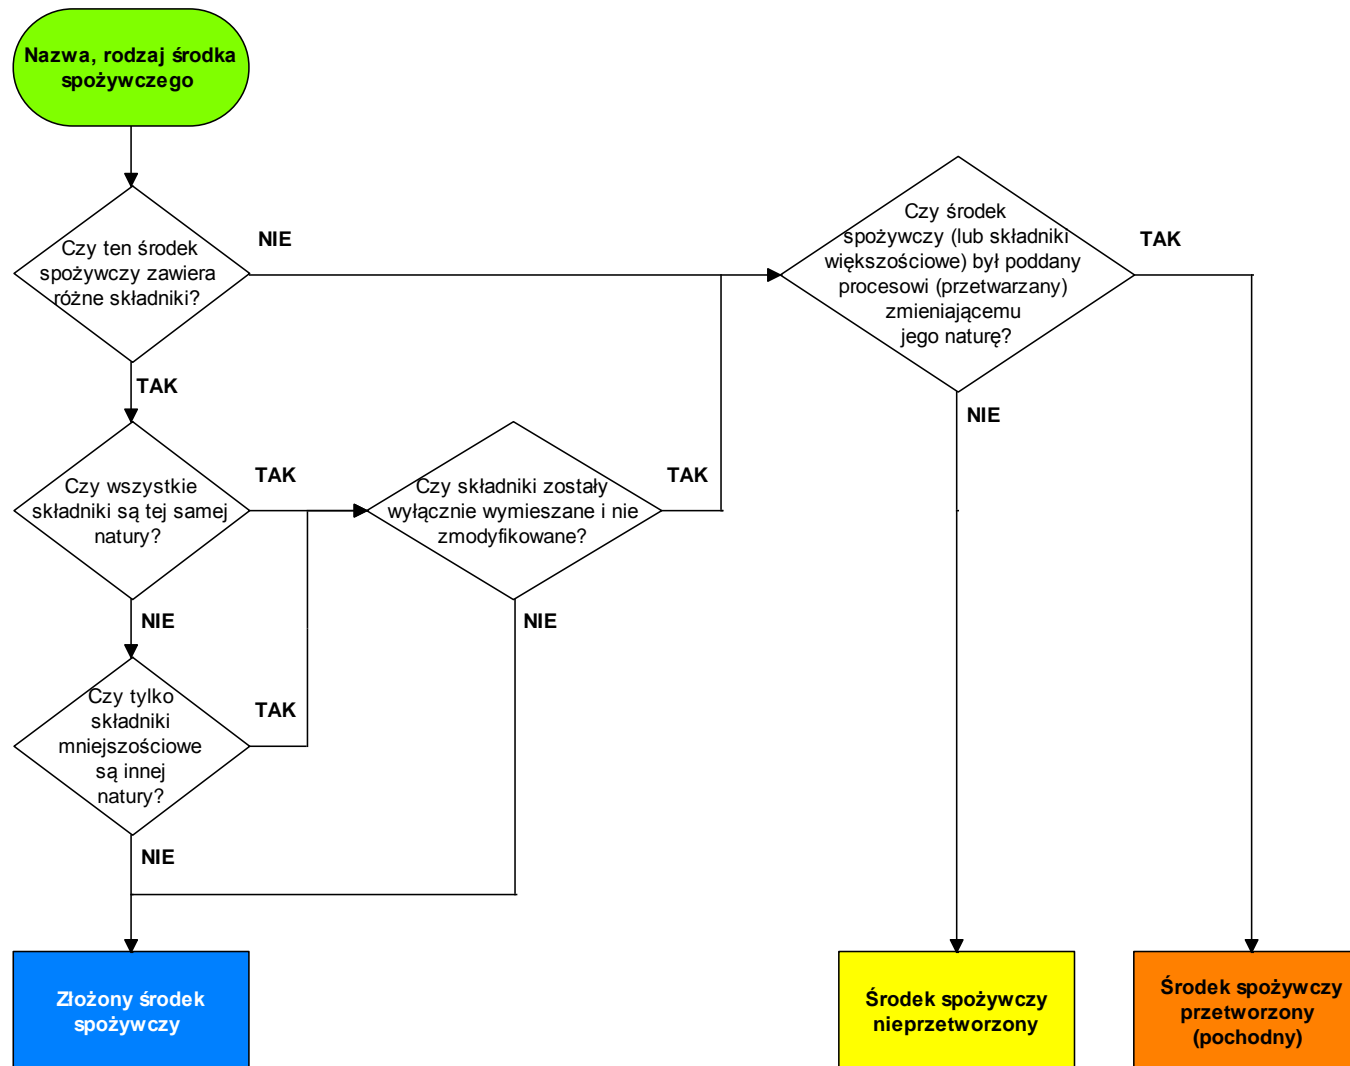 Nazwa, rodzaj środka
spożywczego
Czy ten środek
spożywczy zawiera
różne składniki?
NIE
Czy środek
spożywczy (lub składniki
większościowe) był poddany
procesowi (przetwarzany)
zmieniającemu
jego naturę?
TAK
TAK
NIE
Czy wszystkie
składniki są tej samej
natury?
TAK
Czy składniki zostały
wyłącznie wymieszane i nie
zmodyfikowane?
TAK
NIE
NIE
Czy tylko
składniki
mniejszościowe
są innej
natury?
TAK
NIE
Złożony środek
spożywczy
Środek spożywczy
nieprzetworzony
Środek spożywczy
przetworzony
(pochodny)